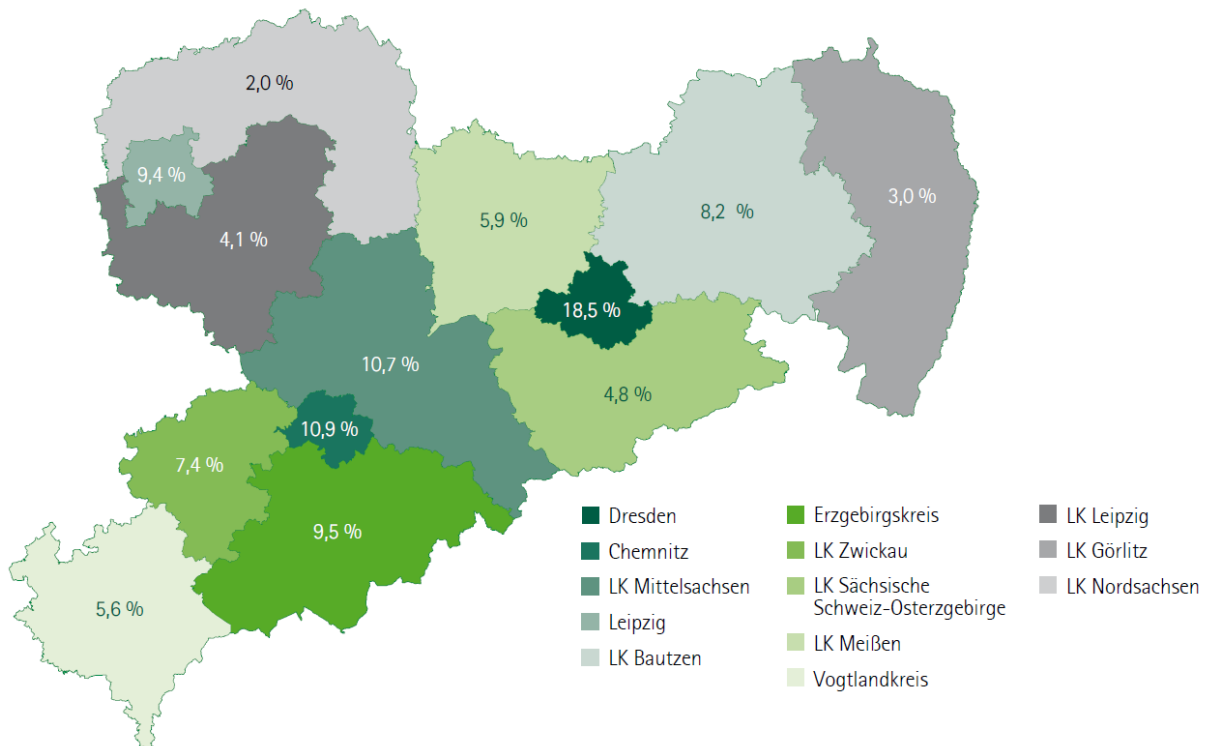 2,0 %
9,4 %
4,1 %
5,9 %
8,2 %
3,0 %
18,5 %
10,7 %
4,8 %
10,9 %
7,4 %
9,5 %
5,6 %
Dresden
Chemnitz
LK Mittelsachsen
Leipzig
LK Bautzen
Erzgebirgskreis
LK Zwickau
LK Sächsische
Schweiz-Osterzgebirge
LK Meißen
Vogtlandkreis
LK Leipzig
LK Görlitz
LK Nordsachsen